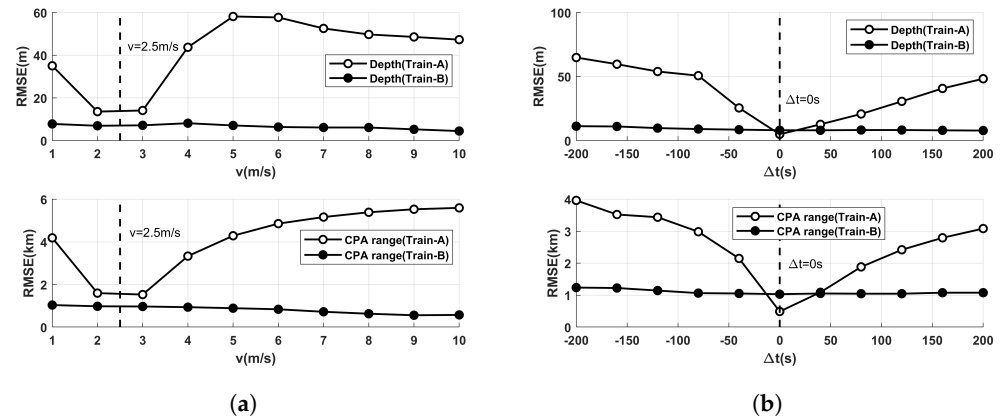 60
40
20
0
RMSE(m)
v=2.5m/s
Depth(Train-A)
Depth(Train-B)
1 2 3 4 5 6 7 8 9 10
v(m/s)
6
4
2
0
RMSE(km)
v=2.5m/s
CPA range(Train-A)
CPA range(Train-B)
1 2 3 4 5 6 7 8 9 10
v(m/s)
(a)
100
50
0
RMSE(m)
Δt=0s
Depth(Train-A)
Depth(Train-B)
-200 -150 -100 -50 0 50 100 150 200
Δt(s)
4
3
2
1
0
RMSE(km)
CPA range(Train-A)
CPA range(Train-B)
Δt=0s
-200 -150 -100 -50 0 50 100 150 200
Δt(s)
(b)